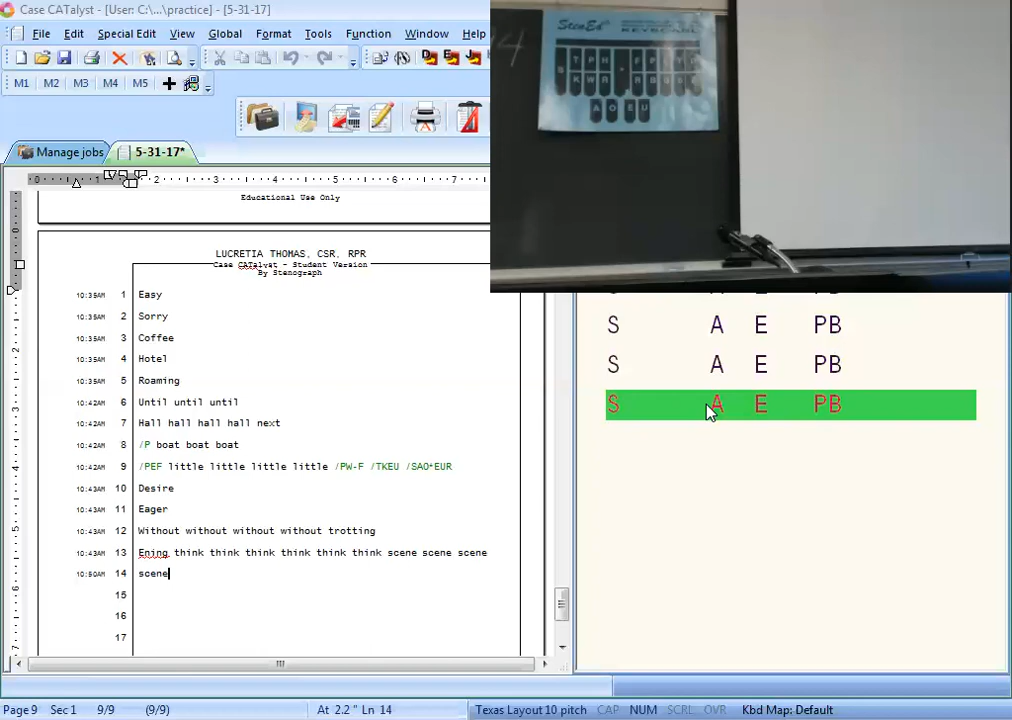 Case CATalyst - [User: C:\...\practice] - [5-31-17]
File Edit Special Edit View Global Format Tools Function Window Help
M1 M2 M3 M4 M5
Manage jobs 5-31-17*
Educational Use Only
LUCRETIA THOMAS, CSR, RPR
Case CATalyst - Student Version
By Stenograph
10:35AM 1 Easy
10:35AM 2 Sorry
10:35AM 3 Coffee
10:35AM 4 Hotel
10:35AM 5 Roaming
10:42AM 6 Until until until
10:42AM 7 Hall hall hall hall next
10:42AM 8 /P boat boat boat
10:42AM 9 /PEF little little little little /PW-F /TKEU /SAO*EUR
10:43AM 10 Desire
10:43AM 11 Eager
10:43AM 12 Without without without without trotting
10:43AM 13 Ening think think think think think think scene scene scene
10:50AM 14 scene
15
16
17
StenEd
KEYBOARD
S T P H * F P L T D
S K W R * R B G S Z
A O E U
S A E PB
S A E PB
S A E PB
Page 9 Sec 1 9/9 (9/9) At 2.2 " Ln 14 Texas Layout 10 pitch CAP NUM SCRL OVR Kbd Map: Default